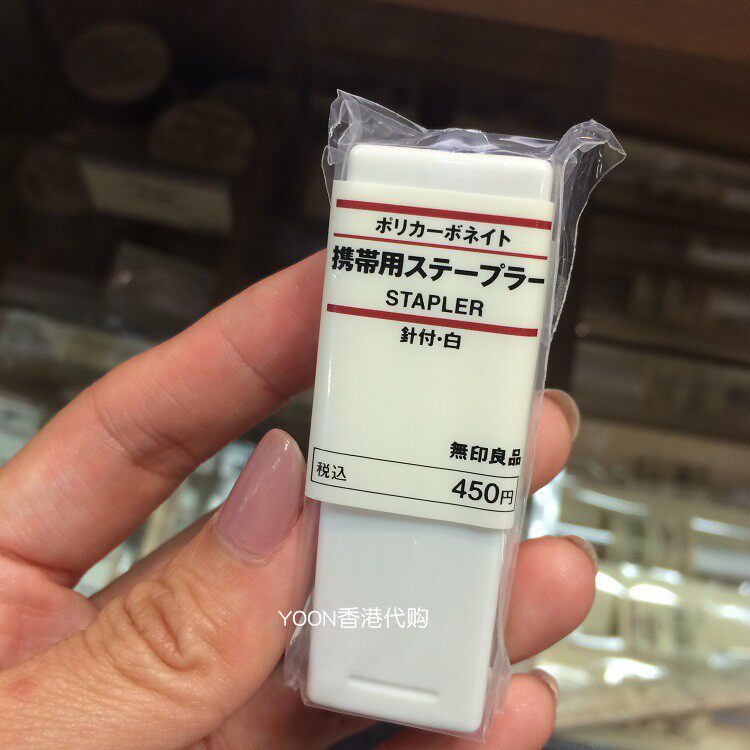 ポリカーボネイト
携帯用ステープラー
STAPLER
針付・白
無印良品
税込 450円
YOON香港代购